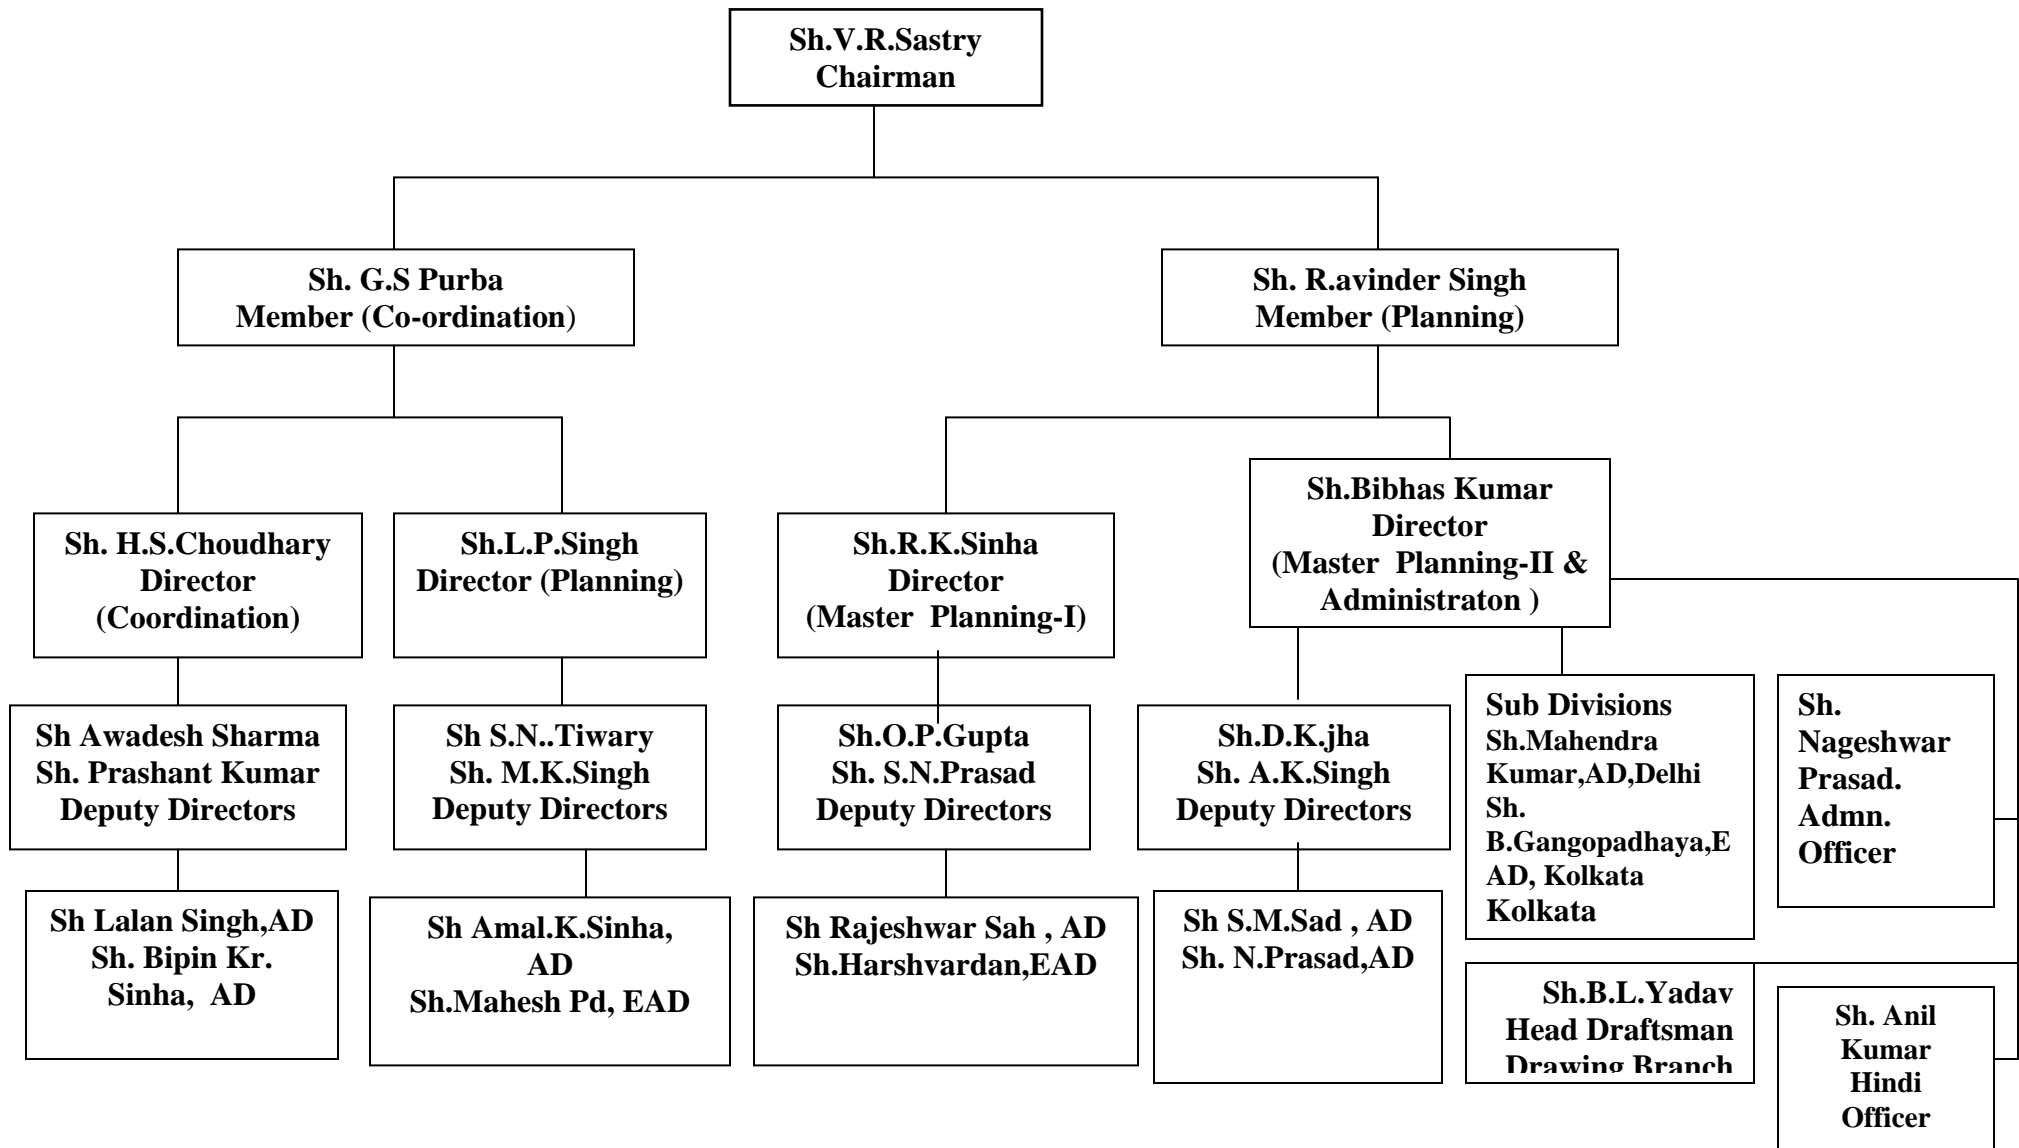 Sh.V.R.Sastry
Chairman
Sh. G.S Purba
Member (Co-ordination)
Sh. R.avinder Singh
Member (Planning)
Sh. H.S.Choudhary
Director
(Coordination)
Sh.L.P.Singh
Director (Planning)
Sh.R.K.Sinha
Director
(Master Planning-I)
Sh.Bibhas Kumar
Director
(Master Planning-II &
Administraton )
Sh Awadesh Sharma
Sh. Prashant Kumar
Deputy Directors
Sh S.N..Tiwary
Sh. M.K.Singh
Deputy Directors
Sh.O.P.Gupta
Sh. S.N.Prasad
Deputy Directors
Sh.D.K.jha
Sh. A.K.Singh
Deputy Directors
Sub Divisions
Sh.Mahendra
Kumar,AD,Delhi
Sh.
B.Gangopadhaya,E
AD, Kolkata
Kolkata
Sh.
Nageshwar
Prasad.
Admn.
Officer
Sh Lalan Singh,AD
Sh. Bipin Kr.
Sinha, AD
Sh Amal.K.Sinha,
AD
Sh.Mahesh Pd, EAD
Sh Rajeshwar Sah , AD
Sh.Harshvardan,EAD
Sh S.M.Sad , AD
Sh. N.Prasad,AD
Sh.B.L.Yadav
Head Draftsman
Drawing Branch
Sh. Anil
Kumar
Hindi
Officer